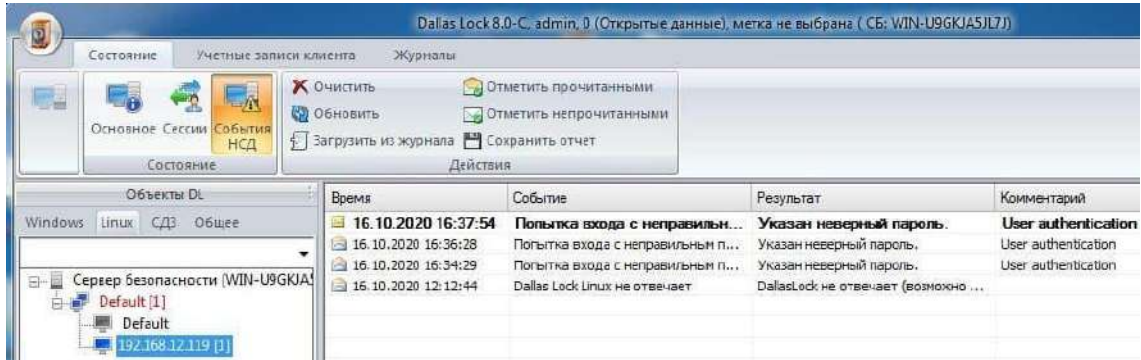 Dallas Lock 8.0-C, admin, 0 (Открытые данные), метка не выбрана ( СБ: WIN-U9GKJA5JL7J)
Состояние Учетные записи клиента Журналы
Очистить Отметить прочитанными
Обновить Отметить непрочитанными
Загрузить из журнала Сохранить отчет
Основное Сессии События НСД
Состояние Действия
Объекты DL
Windows Linux СДЗ Общее
Сервер безопасности (WIN-U9GKJA5
Default [1]
Default
192.168.12.119 [1]
Время Событие Результат Комментарий
16.10.2020 16:37:54 Попытка входа с неправильн... Указан неверный пароль. User authentication
16.10.2020 16:36:28 Попытка входа с неправильным п... Указан неверный пароль. User authentication
16.10.2020 16:34:29 Попытка входа с неправильным п... Указан неверный пароль. User authentication
16.10.2020 12:12:44 Dallas Lock Linux не отвечает DallasLock не отвечает (возможно ...